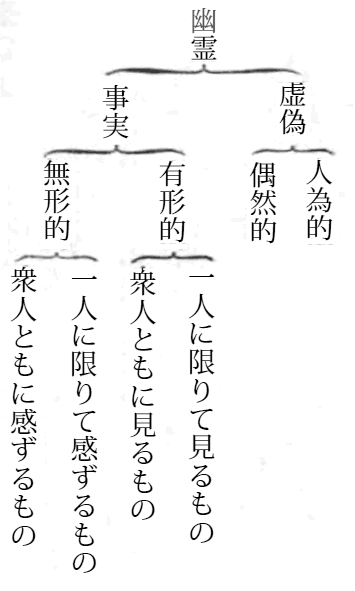 幽霊
虚偽
事実
人為的
偶然的
有形的
無形的
一人に限りて見るもの
衆人ともに見るもの
一人に限りて感ずるもの
衆人ともに感ずるもの